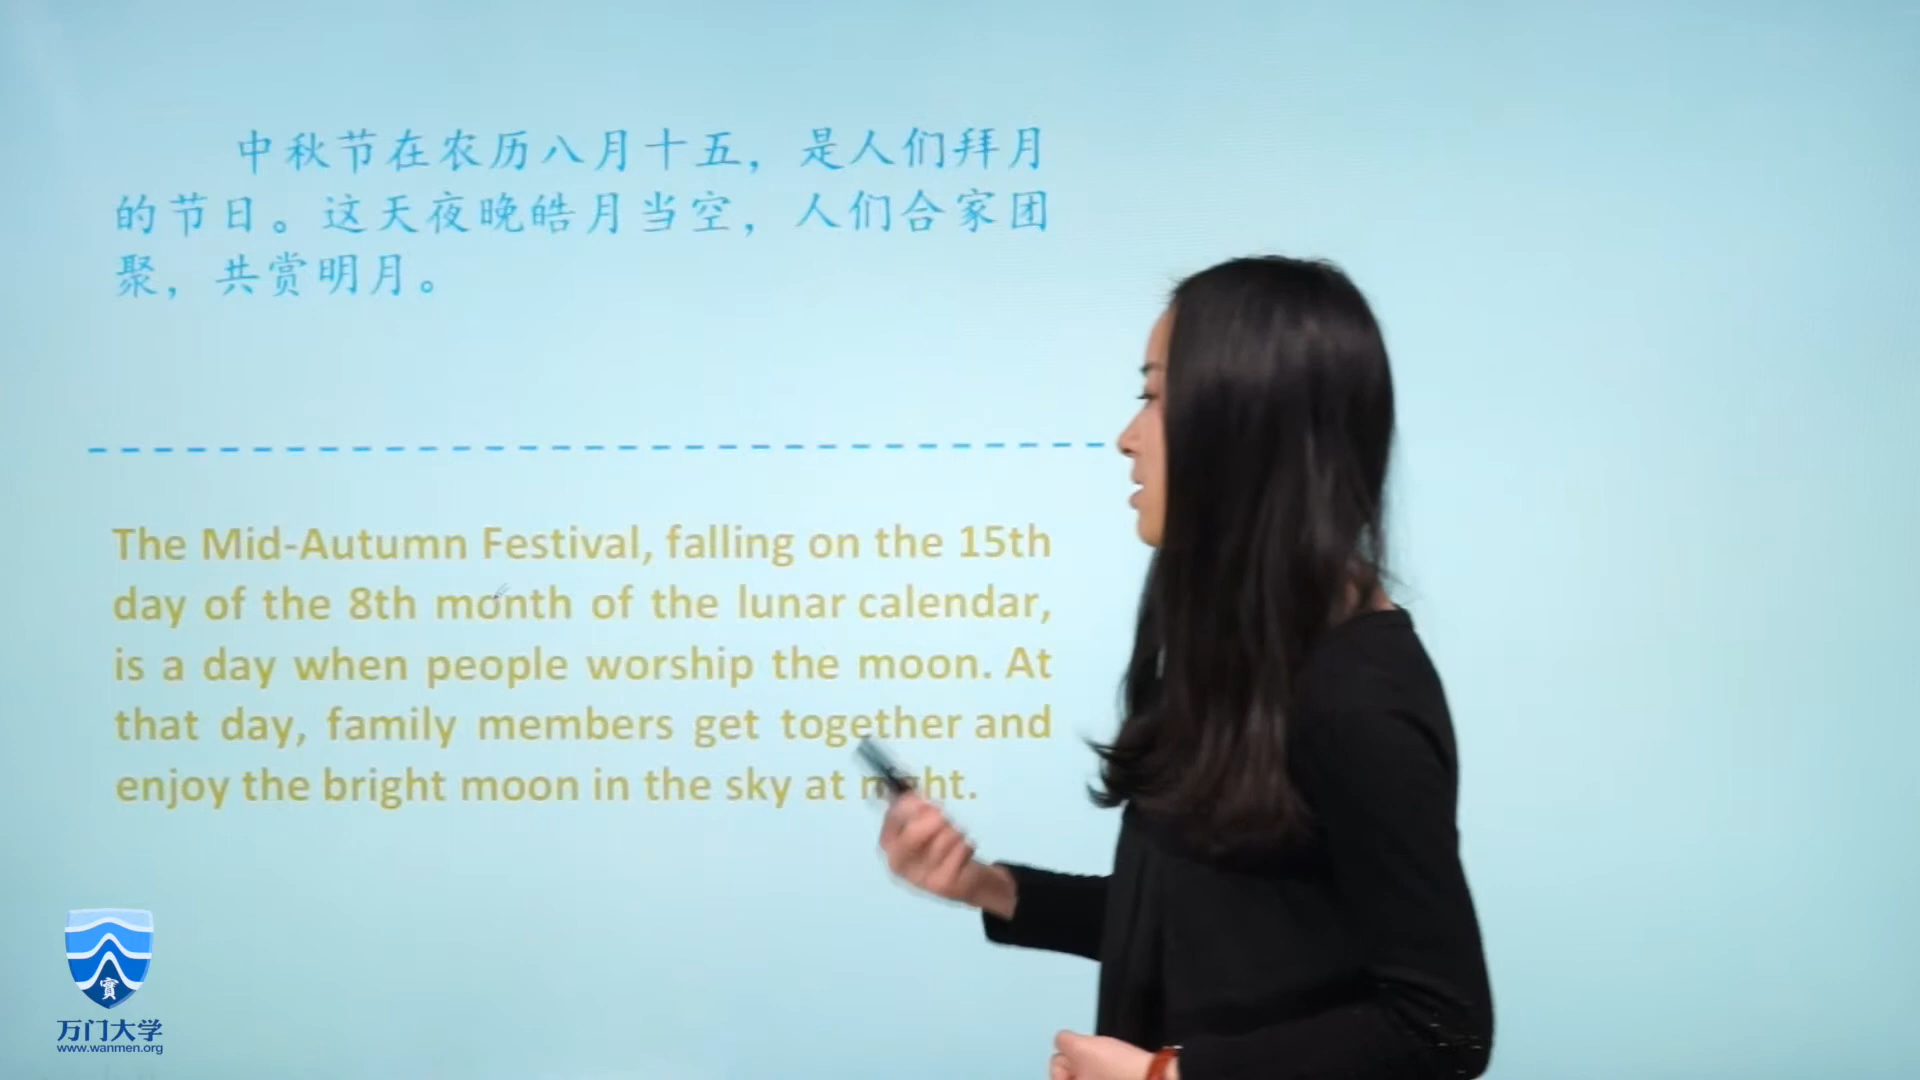 中秋节在农历八月十五，是人们拜月
的节日。这天夜晚皓月当空，人们合家团
聚，共赏明月。
The Mid-Autumn Festival, falling on the 15th
day of the 8th month of the lunar calendar,
is a day when people worship the moon. At
that day, family members get together and
enjoy the bright moon in the sky at night.
實
万门大学
www.wanmen.org